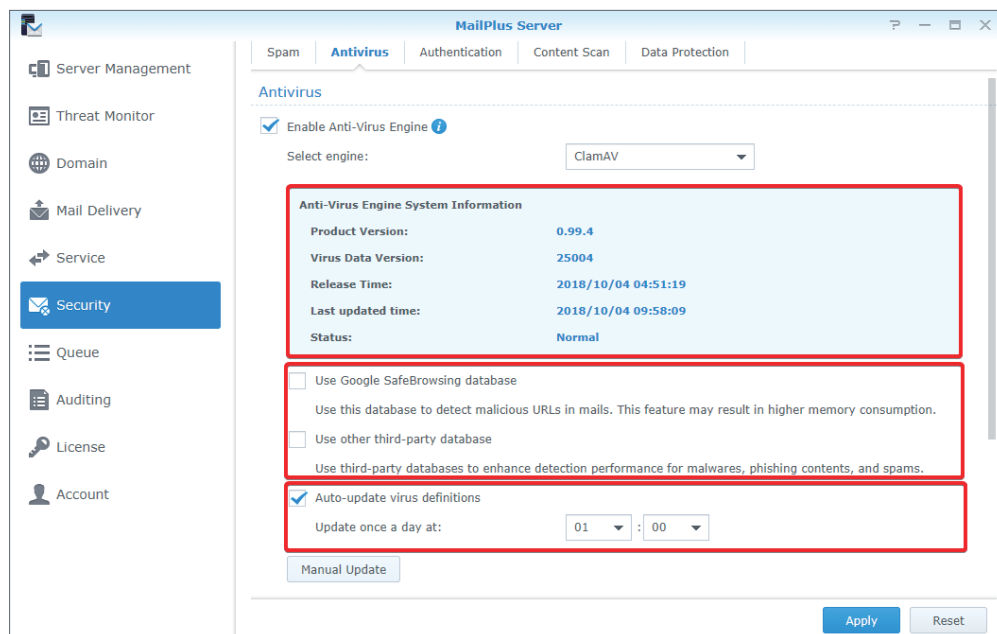 MailPlus Server
Spam Antivirus Authentication Content Scan Data Protection
Server Management
Threat Monitor
Domain
Mail Delivery
Service
Security
Queue
Auditing
License
Account
Antivirus
Enable Anti-Virus Engine
Select engine: ClamAV
Anti-Virus Engine System Information
Product Version: 0.99.4
Virus Data Version: 25004
Release Time: 2018/10/04 04:51:19
Last updated time: 2018/10/04 09:58:09
Status: Normal
Use Google SafeBrowsing database
Use this database to detect malicious URLs in mails. This feature may result in higher memory consumption.
Use other third-party database
Use third-party databases to enhance detection performance for malwares, phishing contents, and spams.
Auto-update virus definitions
Update once a day at: 01 : 00
Manual Update
Apply Reset